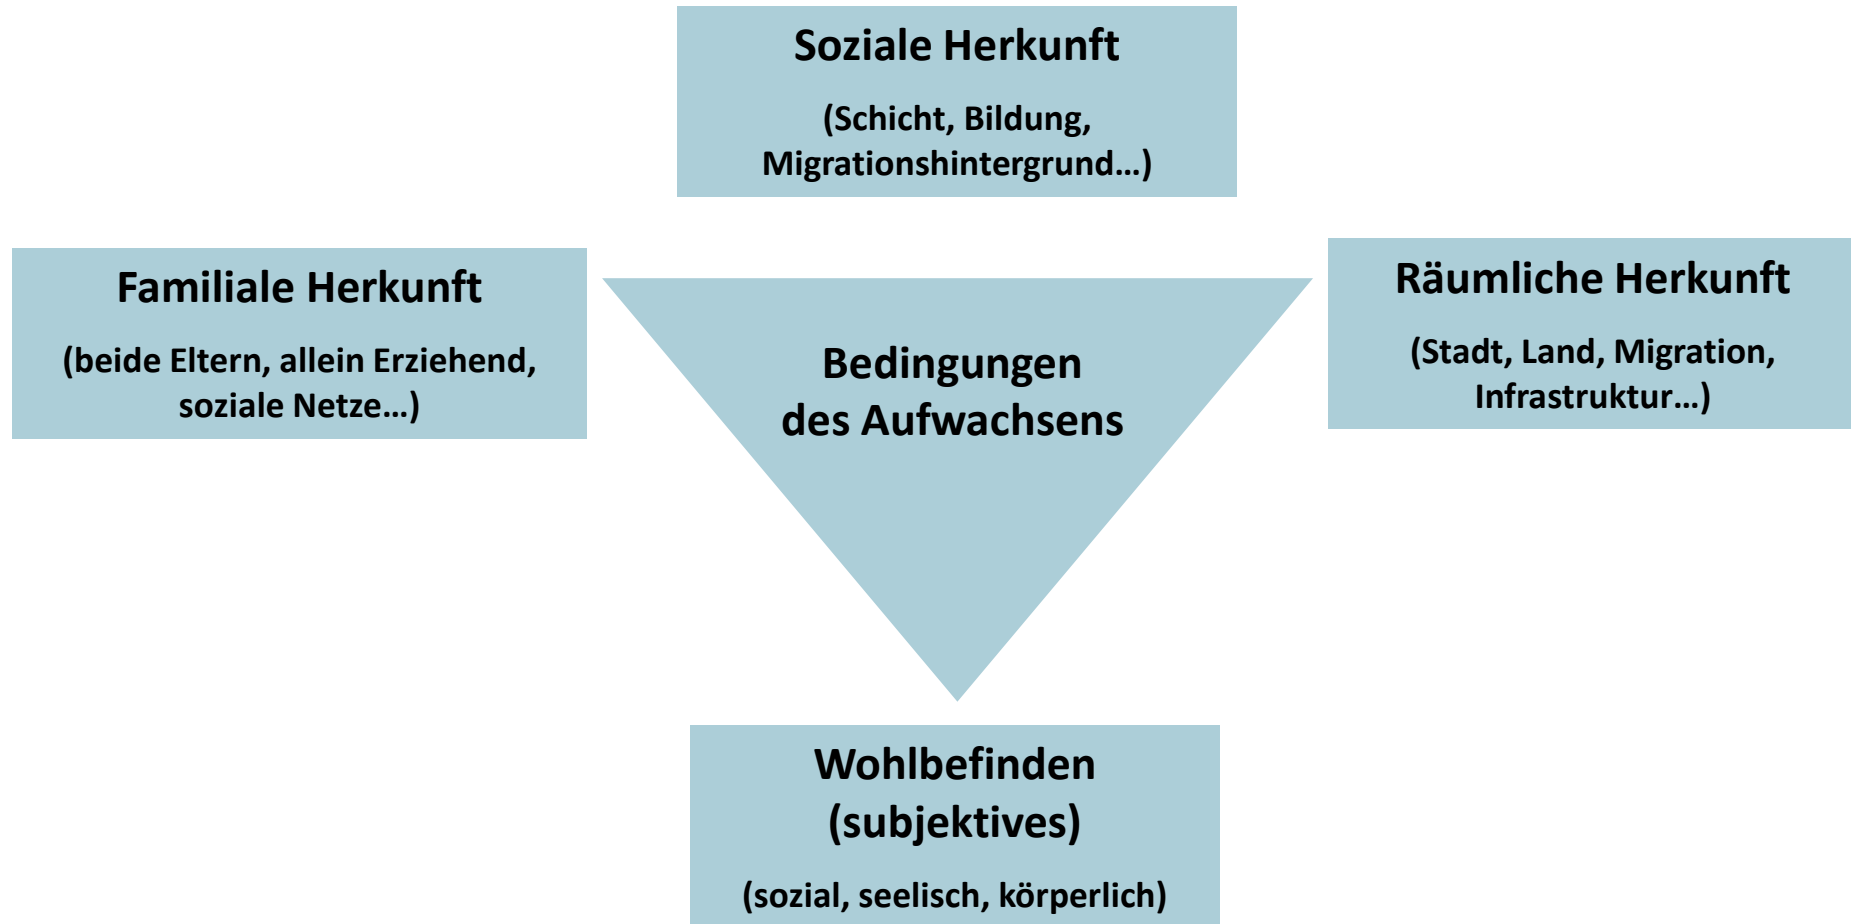 Soziale Herkunft
(Schicht, Bildung,
Migrationshintergrund…)
Familiale Herkunft
(beide Eltern, allein Erziehend,
soziale Netze…)
Bedingungen
des Aufwachsens
Räumliche Herkunft
(Stadt, Land, Migration,
Infrastruktur…)
Wohlbefinden
(subjektives)
(sozial, seelisch, körperlich)